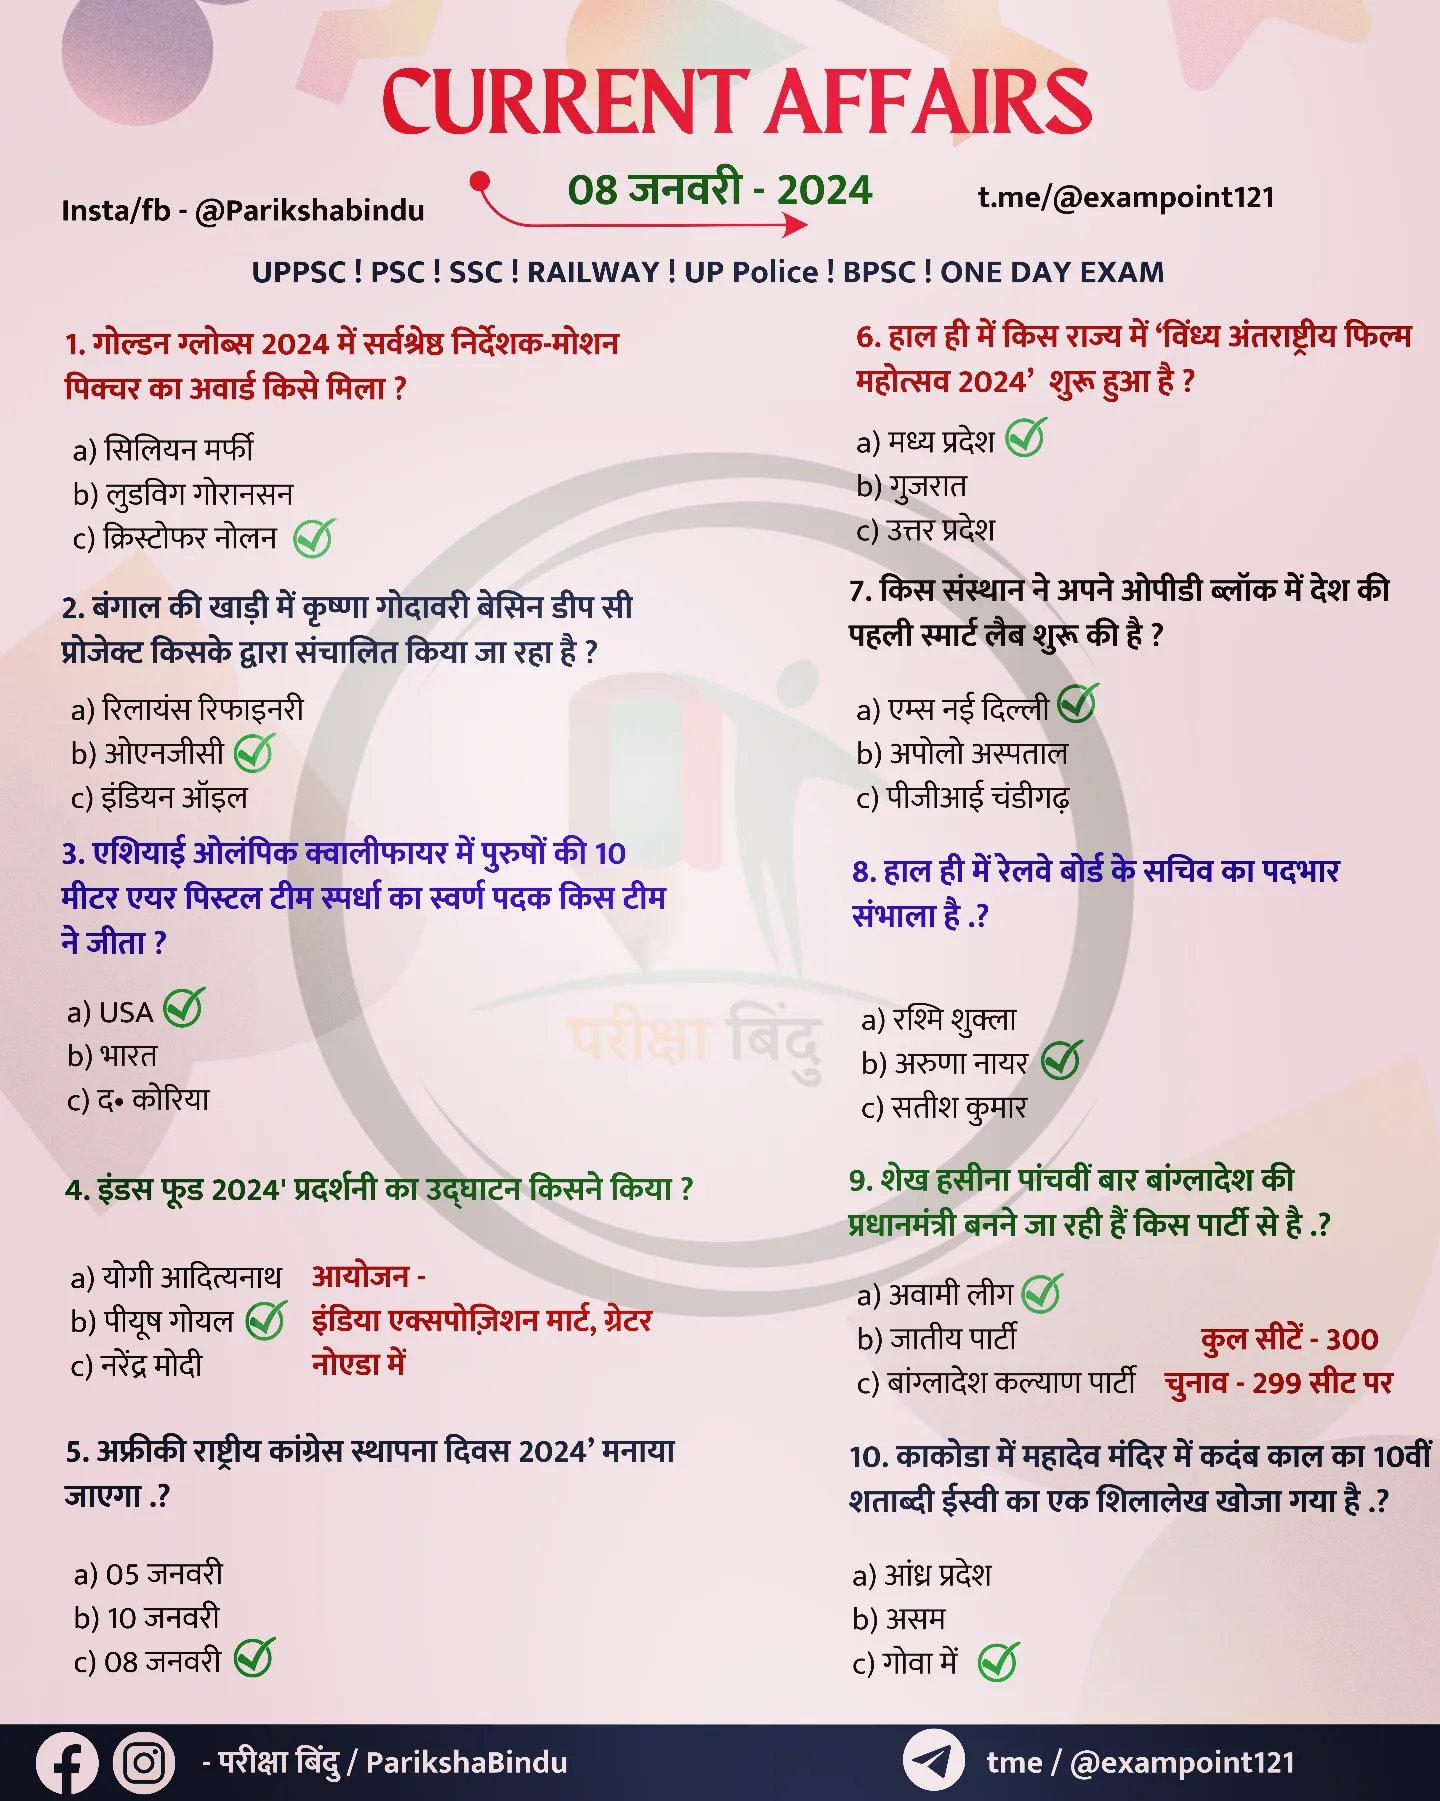 CURRENT AFFAIRS
08 जनवरी - 2024
Insta/fb - @Parikshabindu
t.me/@exampoint121
UPPSC ! PSC ! SSC ! RAILWAY ! UP Police ! BPSC ! ONE DAY EXAM
1. गोल्डन ग्लोब्स 2024 में सर्वश्रेष्ठ निर्देशक-मोशन
पिक्चर का अवार्ड किसे मिला ?
a) सिलियन मर्फी
b) लुडविग गोरानसन
c) क्रिस्टोफर नोलन
2. बंगाल की खाड़ी में कृष्णा गोदावरी बेसिन डीप सी
प्रोजेक्ट किसके द्वारा संचालित किया जा रहा है ?
a) रिलायंस रिफाइनरी
b) ओएनजीसी
c) इंडियन ऑइल
3. एशियाई ओलंपिक क्वालीफायर में पुरुषों की 10
मीटर एयर पिस्टल टीम स्पर्धा का स्वर्ण पदक किस टीम
ने जीता ?
a) USA
b) भारत
c) द• कोरिया
4. इंडस फूड 2024' प्रदर्शनी का उद्घाटन किसने किया ?
a) योगी आदित्यनाथ
b) पीयूष गोयल
c) नरेंद्र मोदी
आयोजन -
इंडिया एक्सपोज़िशन मार्ट, ग्रेटर
नोएडा में
5. अफ्रीकी राष्ट्रीय कांग्रेस स्थापना दिवस 2024’ मनाया
जाएगा .?
a) 05 जनवरी
b) 10 जनवरी
c) 08 जनवरी
6. हाल ही में किस राज्य में ‘विंध्य अंतराष्ट्रीय फिल्म
महोत्सव 2024’ शुरू हुआ है ?
a) मध्य प्रदेश
b) गुजरात
c) उत्तर प्रदेश
7. किस संस्थान ने अपने ओपीडी ब्लॉक में देश की
पहली स्मार्ट लैब शुरू की है ?
a) एम्स नई दिल्ली
b) अपोलो अस्पताल
c) पीजीआई चंडीगढ़
8. हाल ही में रेलवे बोर्ड के सचिव का पदभार
संभाला है .?
a) रश्मि शुक्ला
b) अरुणा नायर
c) सतीश कुमार
9. शेख हसीना पांचवीं बार बांग्लादेश की
प्रधानमंत्री बनने जा रही हैं किस पार्टी से है .?
a) अवामी लीग
b) जातीय पार्टी
c) बांग्लादेश कल्याण पार्टी
कुल सीटें - 300
चुनाव - 299 सीट पर
10. काकोडा में महादेव मंदिर में कदंब काल का 10वीं
शताब्दी ईस्वी का एक शिलालेख खोजा गया है .?
a) आंध्र प्रदेश
b) असम
c) गोवा में
परीक्षा बिंदु
- परीक्षा बिंदु / ParikshaBindu
tme / @exampoint121